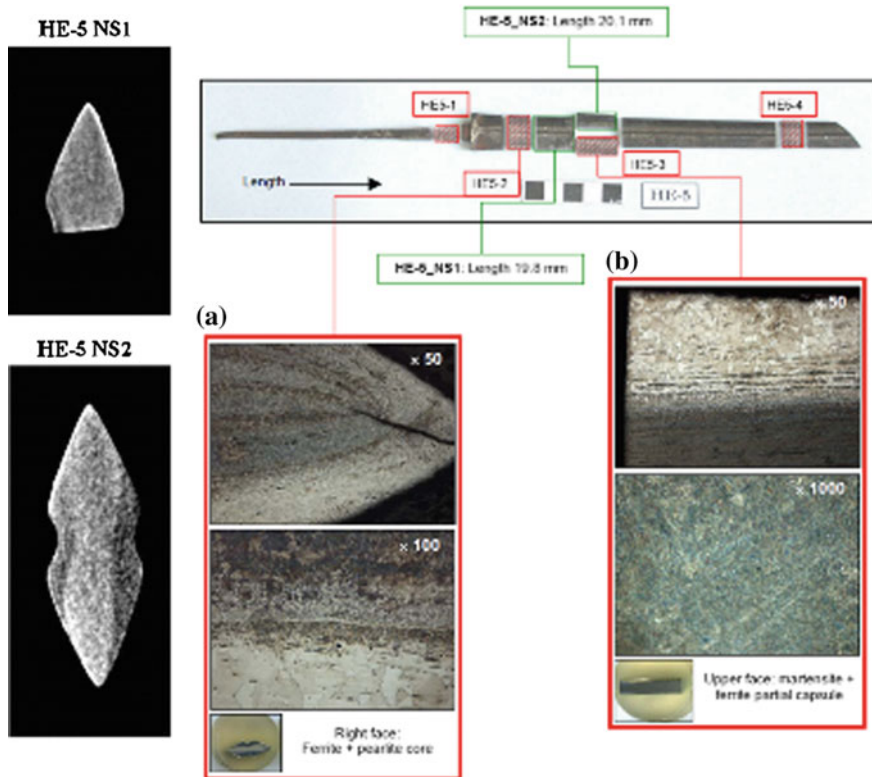 HE-5 NS1
HE-5_NS2: Length 20.1 mm
HE5-1
HE5-4
Length
HE5-2
HE5-3
HE-5_NS1: Length 19.8 mm
(a)
(b)
HE-5 NS2
x 50
x 50
x 100
x 1000
Right face:
Ferrite + pearlite core
Upper face: martensite +
ferrite partial capsule